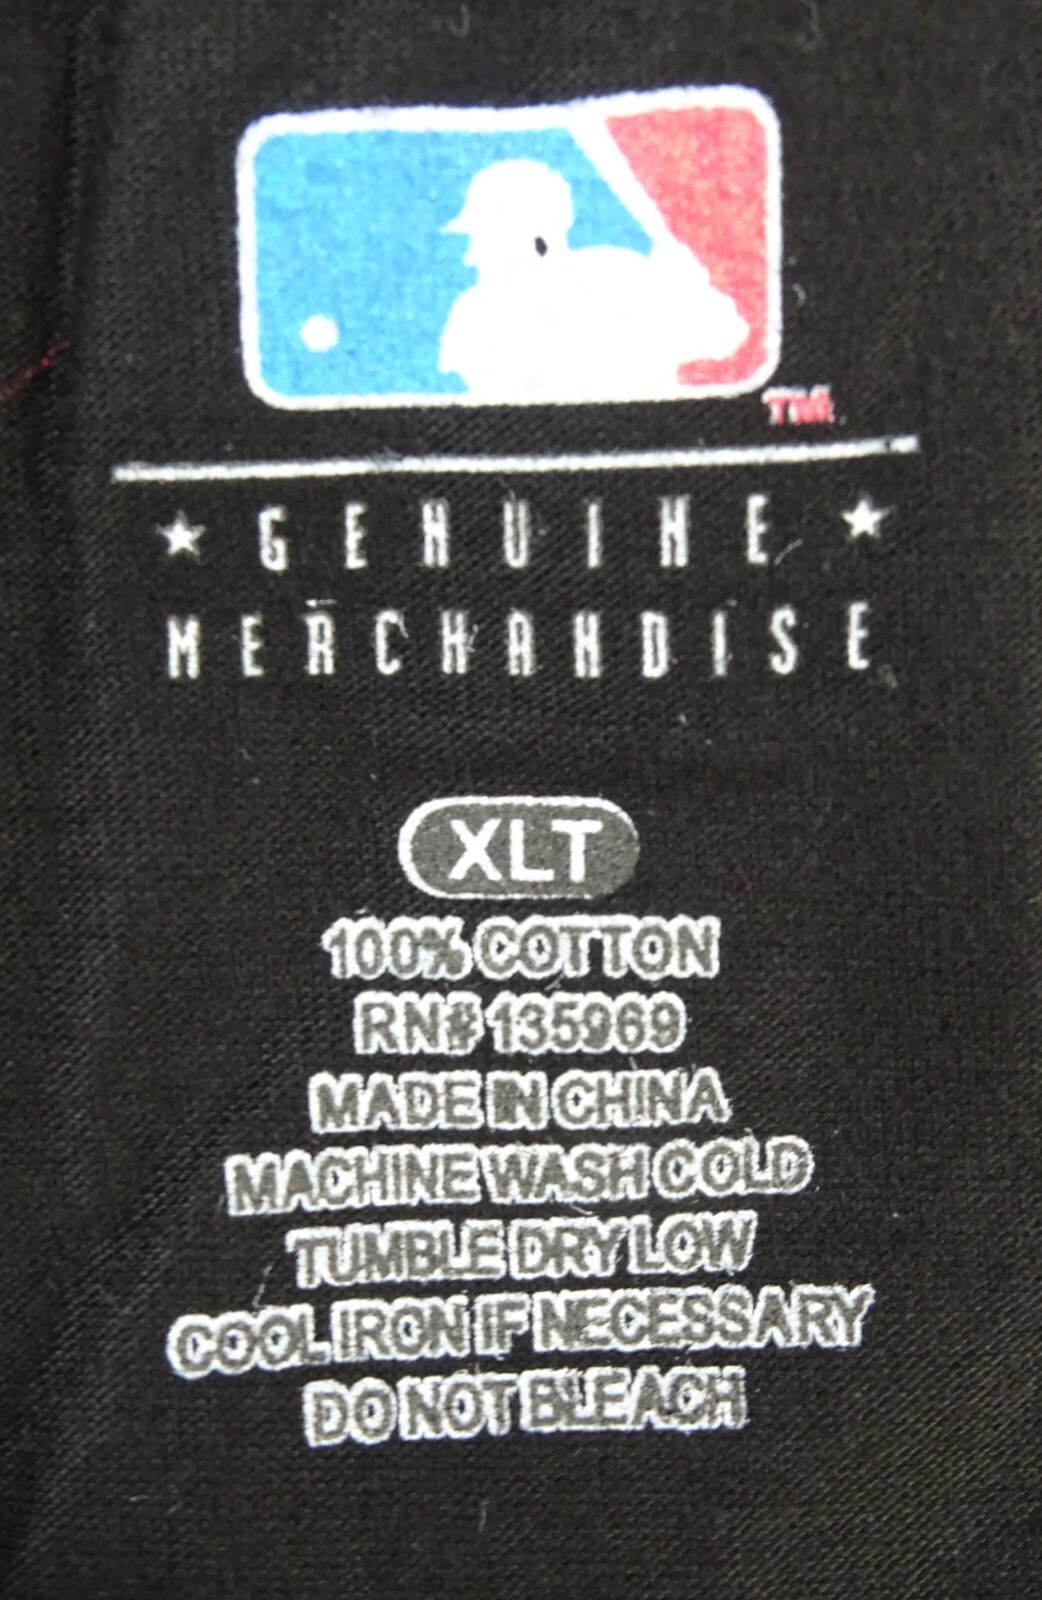 TM
★ GENUINE ★
MERCHANDISE
XLT
100% COTTON
RN# 135969
MADE IN CHINA
MACHINE WASH COLD
TUMBLE DRY LOW
COOL IRON IF NECESSARY
DO NOT BLEACH